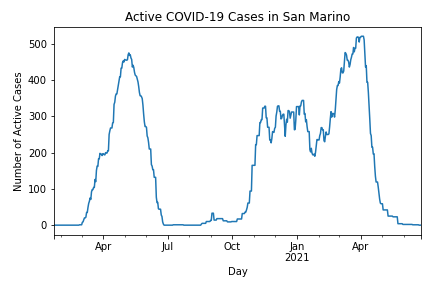 Active COVID-19 Cases in San Marino
Number of Active Cases
500
400
300
200
100
0
Apr
Jul
Oct
Jan
2021
Apr
Day